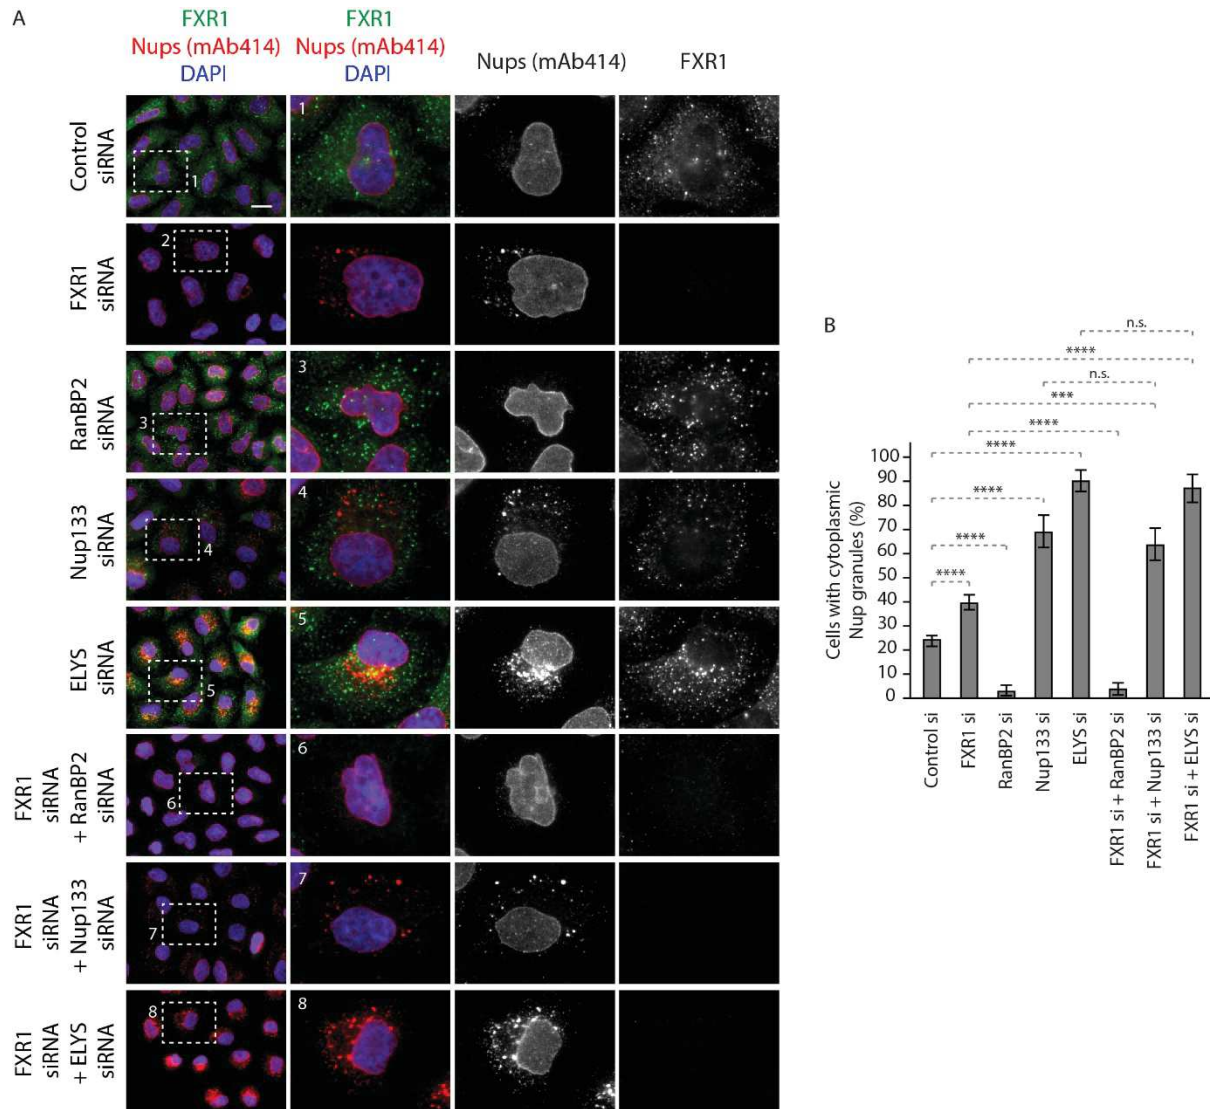 A
FXR1
Nups (mAb414)
DAPI
FXR1
Nups (mAb414)
DAPI
Nups (mAb414)
FXR1
Control
siRNA
1
1
FXR1
siRNA
2
RanBP2
siRNA
3
3
Nup133
siRNA
4
4
ELYS
siRNA
5
5
FXR1
siRNA
+ RanBP2
siRNA
6
6
FXR1
siRNA
+ Nup133
siRNA
7
7
FXR1
siRNA
+ ELYS
siRNA
8
8
B
n.s.
****
n.s.
***
****
****
****
****
****
Cells with cytoplasmic
Nup granules (%)
100
90
80
70
60
50
40
30
20
10
0
Control si
FXR1 si
RanBP2 si
Nup133 si
ELYS si
FXR1 si + RanBP2 si
FXR1 si + Nup133 si
FXR1 si + ELYS si